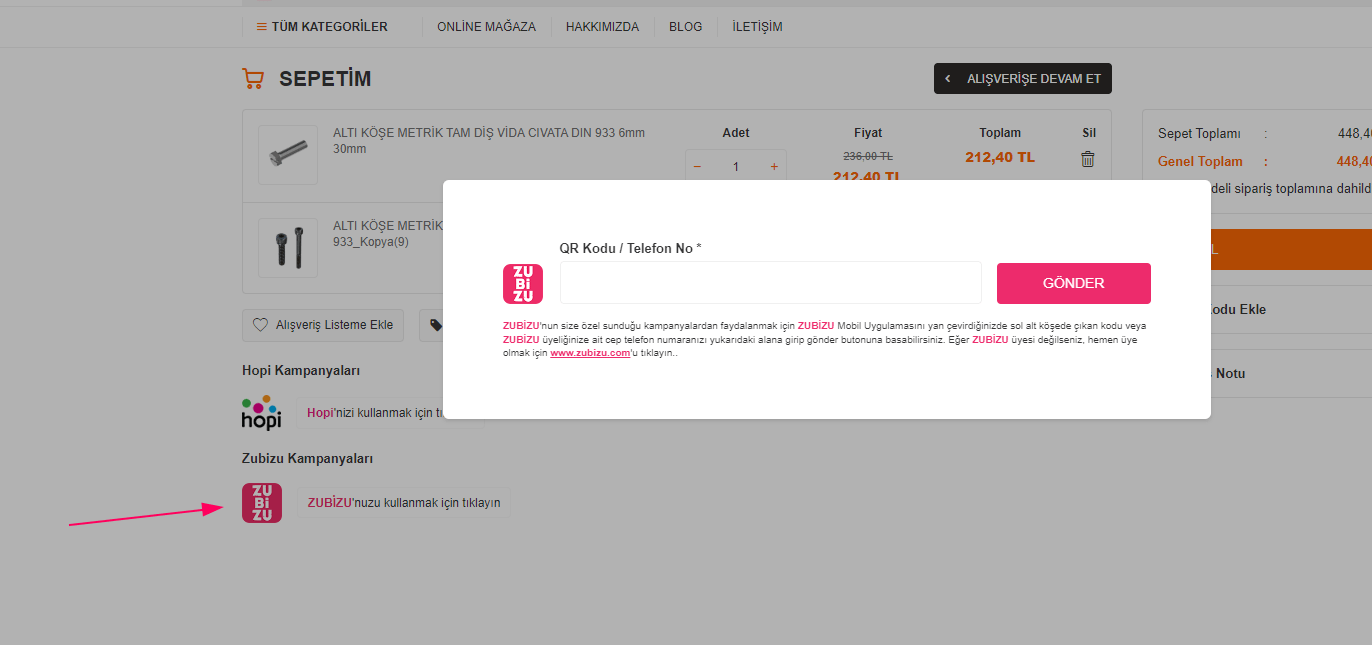 TÜM KATEGORİLER
ONLİNE MAĞAZA
HAKKIMIZDA
BLOG
İLETİŞİM
SEPETİM
ALIŞVERİŞE DEVAM ET
ALTI KÖŞE METRİK TAM DİŞ VİDA CIVATA DIN 933 6mm
30mm
Adet
Fiyat
Toplam
Sil
236,00 TL
212,40 TL
− 1 +
212,40 TL
Sepet Toplamı : 448,4
Genel Toplam : 448,4
deli sipariş toplamına dahild
ALTI KÖŞE METRİK
933_Kopya(9)
QR Kodu / Telefon No *
ZU
Bi
ZU
GÖNDER
L
ZUBİZU'nun size özel sunduğu kampanyalardan faydalanmak için ZUBİZU Mobil Uygulamasını yan çevirdiğinizde sol alt köşede çıkan kodu veya
ZUBİZU üyeliğinize ait cep telefon numaranızı yukarıdaki alana girip gönder butonuna basabilirsiniz. Eğer ZUBİZU üyesi değilseniz, hemen üye
olmak için www.zubizu.com'u tıklayın..
odu Ekle
Notu
Alışveriş Listeme Ekle
Hopi Kampanyaları
hopi
Hopi'nizi kullanmak için tı
Zubizu Kampanyaları
ZU
Bi
ZU
ZUBİZU'nuzu kullanmak için tıklayın